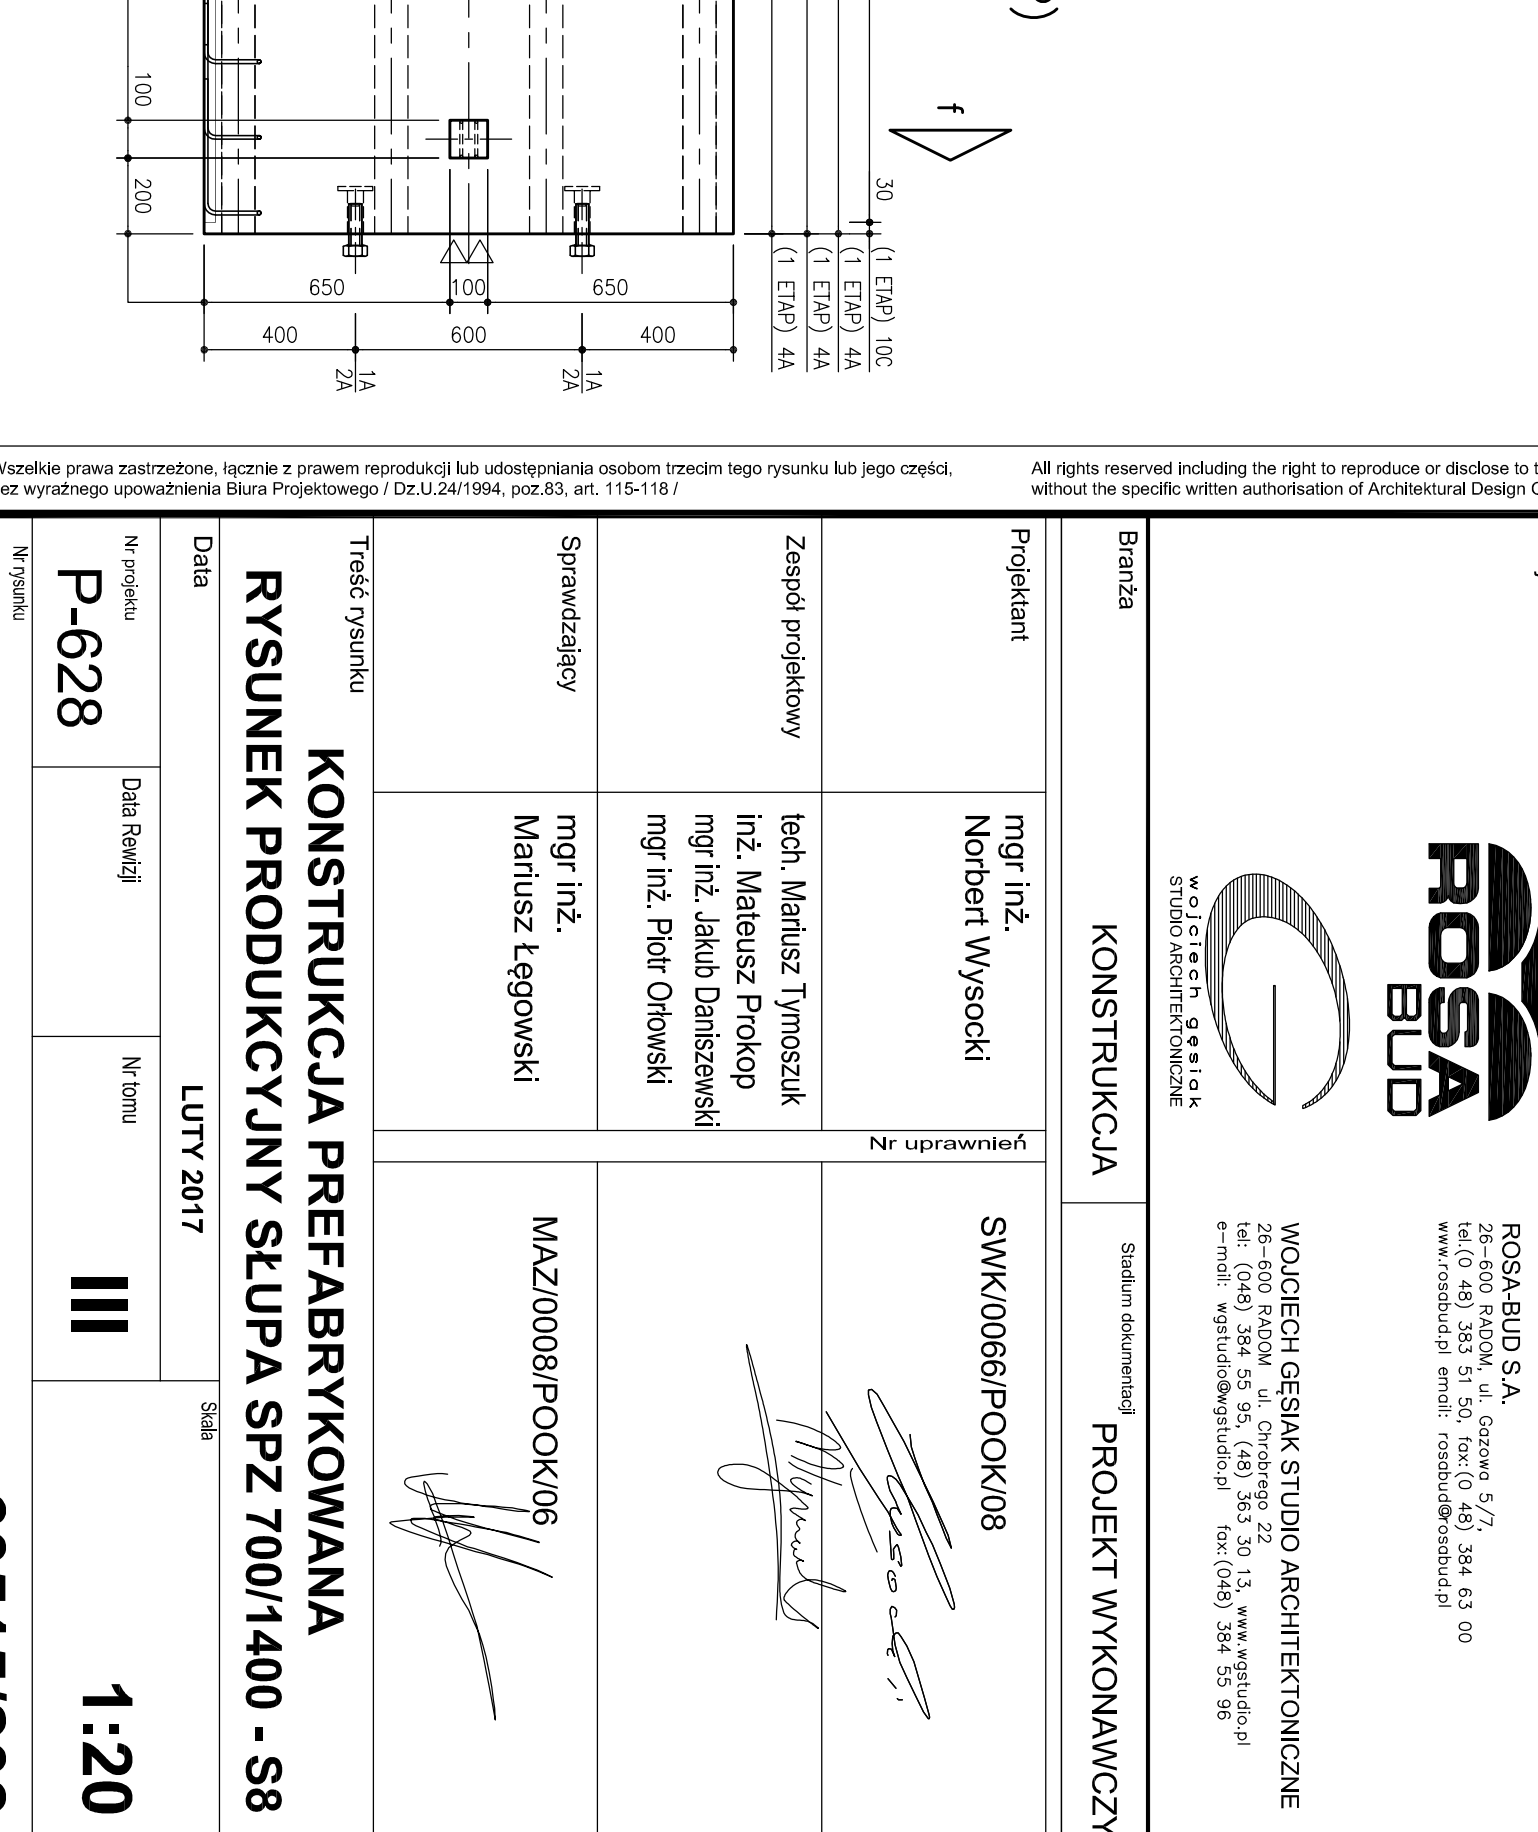 f
100
200
30
(1 ETAP) 10C
(1 ETAP) 4A
(1 ETAP) 4A
(1 ETAP) 4A
650
100
650
400
600
400
1A
2A
1A
2A
Wszelkie prawa zastrzeżone, łącznie z prawem reprodukcji lub udostępniania osobom trzecim tego rysunku lub jego części,
ez wyraźnego upoważnienia Biura Projektowego / Dz.U.24/1994, poz.83, art. 115-118 /
All rights reserved including the right to reproduce or disclose to t
without the specific written authorisation of Architektural Design
ROSA
BUD
ROSA-BUD S.A.
26-600 RADOM, ul. Gazowa 5/7,
tel.(0 48) 383 51 50, fax:(0 48) 384 63 00
www.rosabud.pl email: rosabud@rosabud.pl
wojciech gęsiak
STUDIO ARCHITEKTONICZNE
WOJCIECH GĘSIAK STUDIO ARCHITEKTONICZNE
26-600 RADOM ul. Chrobrego 22
tel: (048) 384 55 95, (48) 363 30 13, www.wgstudio.pl
e-mail: wgstudio@wgstudio.pl fax:(048) 384 55 96
Branża
KONSTRUKCJA
Stadium dokumentacji
PROJEKT WYKONAWCZY
Nr uprawnień
Projektant
mgr inż.
Norbert Wysocki
SWK/0066/POOK/08
Zespół projektowy
tech. Mariusz Tymoszuk
inż. Mateusz Prokop
mgr inż. Jakub Daniszewski
mgr inż. Piotr Orłowski
Sprawdzający
mgr inż.
Mariusz Łęgowski
MAZ/0008/POOK/06
Treść rysunku
KONSTRUKCJA PREFABRYKOWANA
RYSUNEK PRODUKCYJNY SŁUPA SPZ 700/1400 - S8
Data
LUTY 2017
Skala
1:20
Nr projektu
P-628
Data Rewizji
Nr tomu
III
Nr rysunku